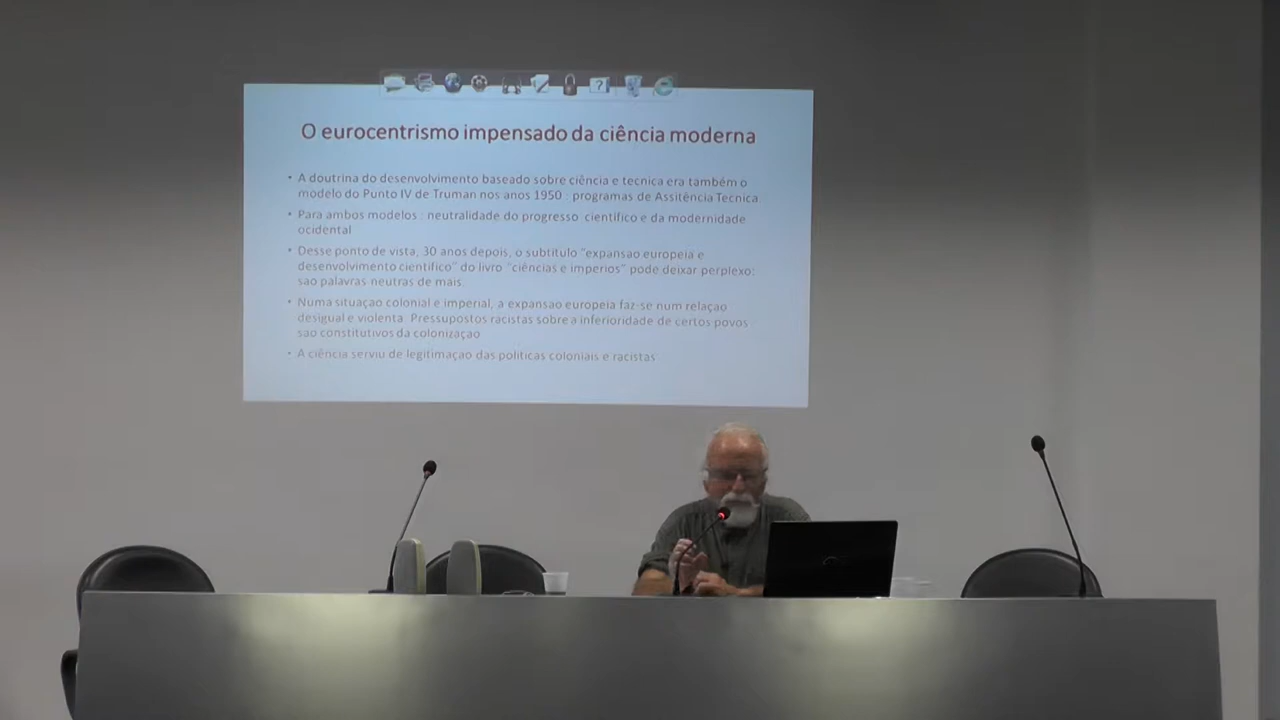 O eurocentrismo impensado da ciência moderna
• A doutrina do desenvolvimento baseado sobre ciência e tecnica era também o
modelo do Punto IV de Truman nos anos 1950 : programas de Assitência Tecnica
• Para ambos modelos : neutralidade do progresso cientifico e da modernidade
ocidental
• Desse ponto de vista, 30 anos depois, o subtitulo "expansao europeia e
desenvolvimento cientifico" do livro "ciências e imperios" pode deixar perplexo:
sao palavras neutras de mais.
• Numa situaçao colonial e imperial, a expansao europeia faz-se num relaçao
desigual e violenta. Pressupostos racistas sobre a inferioridade de certos povos
sao constitutivos da colonizaçao
• A ciência serviu de legitimaçao das politicas coloniais e racistas